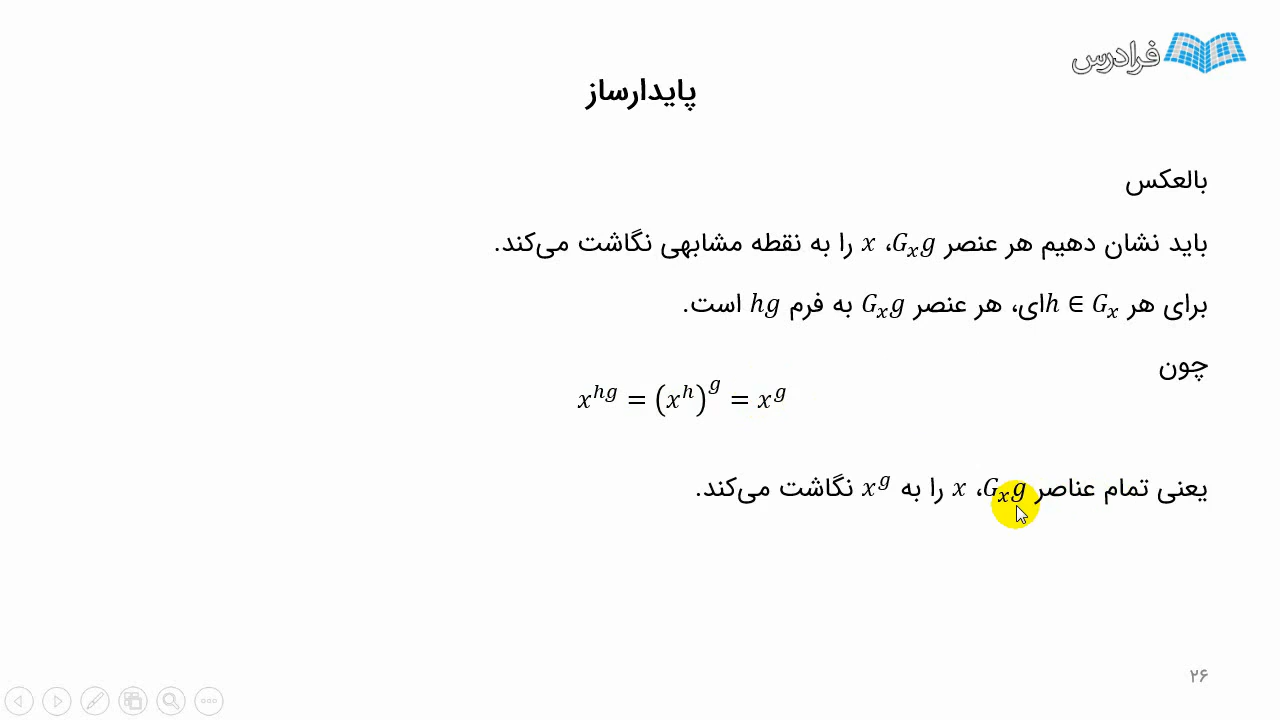 فرادرس
پایدارساز
بالعکس
باید نشان دهیم هر عنصر $G_x g$، $x$ را به نقطه مشابهی نگاشت می‌کند.
برای هر $h \in G_x$ای، هر عنصر $G_x g$ به فرم $hg$ است.
چون
$x^{hg} = (x^h)^g = x^g$
یعنی تمام عناصر $G_x g$، $x$ را به $x^g$ نگاشت می‌کند.
۲۶